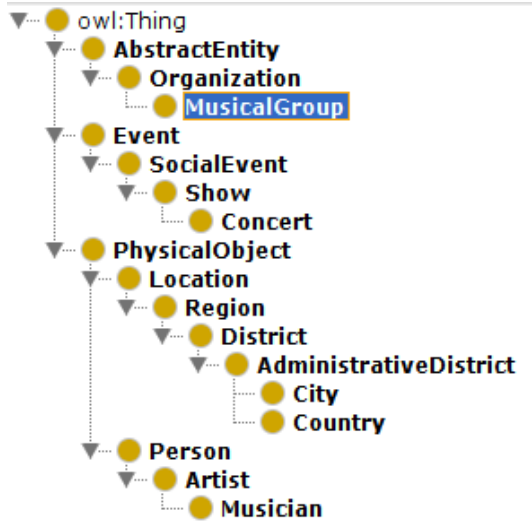 owl:Thing
AbstractEntity
Organization
MusicalGroup
Event
SocialEvent
Show
Concert
PhysicalObject
Location
Region
District
AdministrativeDistrict
City
Country
Person
Artist
Musician